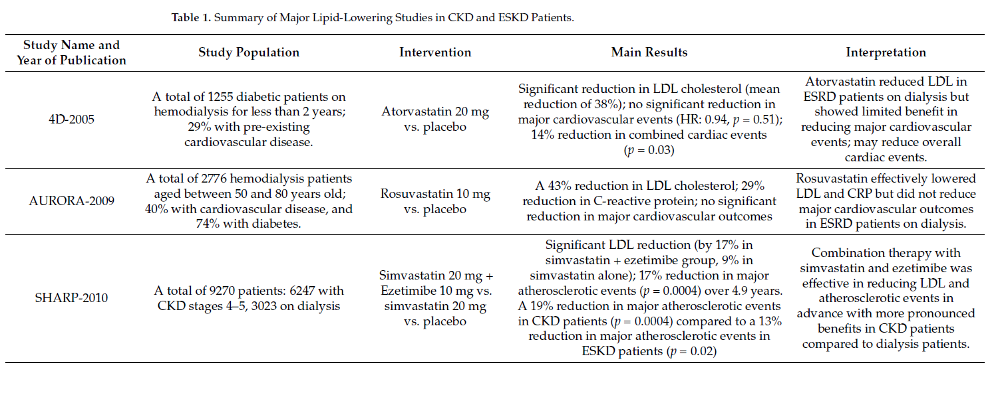 Table 1. Summary of Major Lipid-Lowering Studies in CKD and ESKD Patients.
Study Name and
Year of Publication
Study Population
Intervention
Main Results
Interpretation
4D-2005
A total of 1255 diabetic patients on
hemodialysis for less than 2 years;
29% with pre-existing
cardiovascular disease.
Atorvastatin 20 mg
vs. placebo
Significant reduction in LDL cholesterol (mean
reduction of 38%); no significant reduction in
major cardiovascular events (HR: 0.94, p = 0.51);
14% reduction in combined cardiac events
(p = 0.03)
Atorvastatin reduced LDL in
ESRD patients on dialysis but
showed limited benefit in
reducing major cardiovascular
events; may reduce overall
cardiac events.
AURORA-2009
A total of 2776 hemodialysis patients
aged between 50 and 80 years old;
40% with cardiovascular disease, and
74% with diabetes.
Rosuvastatin 10 mg
vs. placebo
A 43% reduction in LDL cholesterol; 29%
reduction in C-reactive protein; no significant
reduction in major cardiovascular outcomes
Rosuvastatin effectively lowered
LDL and CRP but did not reduce
major cardiovascular outcomes
in ESRD patients on dialysis.
SHARP-2010
A total of 9270 patients: 6247 with
CKD stages 4–5, 3023 on dialysis
Simvastatin 20 mg +
Ezetimibe 10 mg vs.
simvastatin 20 mg
vs. placebo
Significant LDL reduction (by 17% in
simvastatin + ezetimibe group, 9% in
simvastatin alone); 17% reduction in major
atherosclerotic events (p = 0.0004) over 4.9 years.
A 19% reduction in major atherosclerotic events
in CKD patients (p = 0.0004) compared to a 13%
reduction in major atherosclerotic events in
ESKD patients (p = 0.02)
Combination therapy with
simvastatin and ezetimibe was
effective in reducing LDL and
atherosclerotic events in
advance with more pronounced
benefits in CKD patients
compared to dialysis patients.